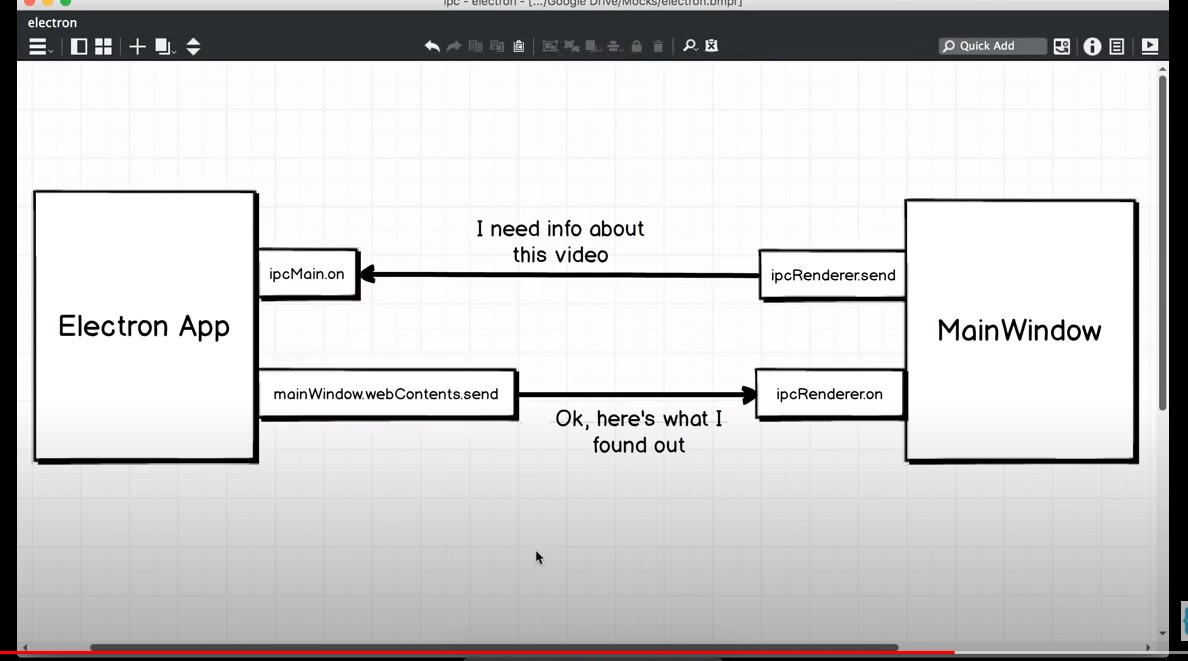 ipc - electron - [.../Google Drive/Mocks/electron.bmpr]
electron
Quick Add
I need info about
this video
ipcMain.on
ipcRenderer.send
Electron App
MainWindow
mainWindow.webContents.send
ipcRenderer.on
Ok, here's what I
found out